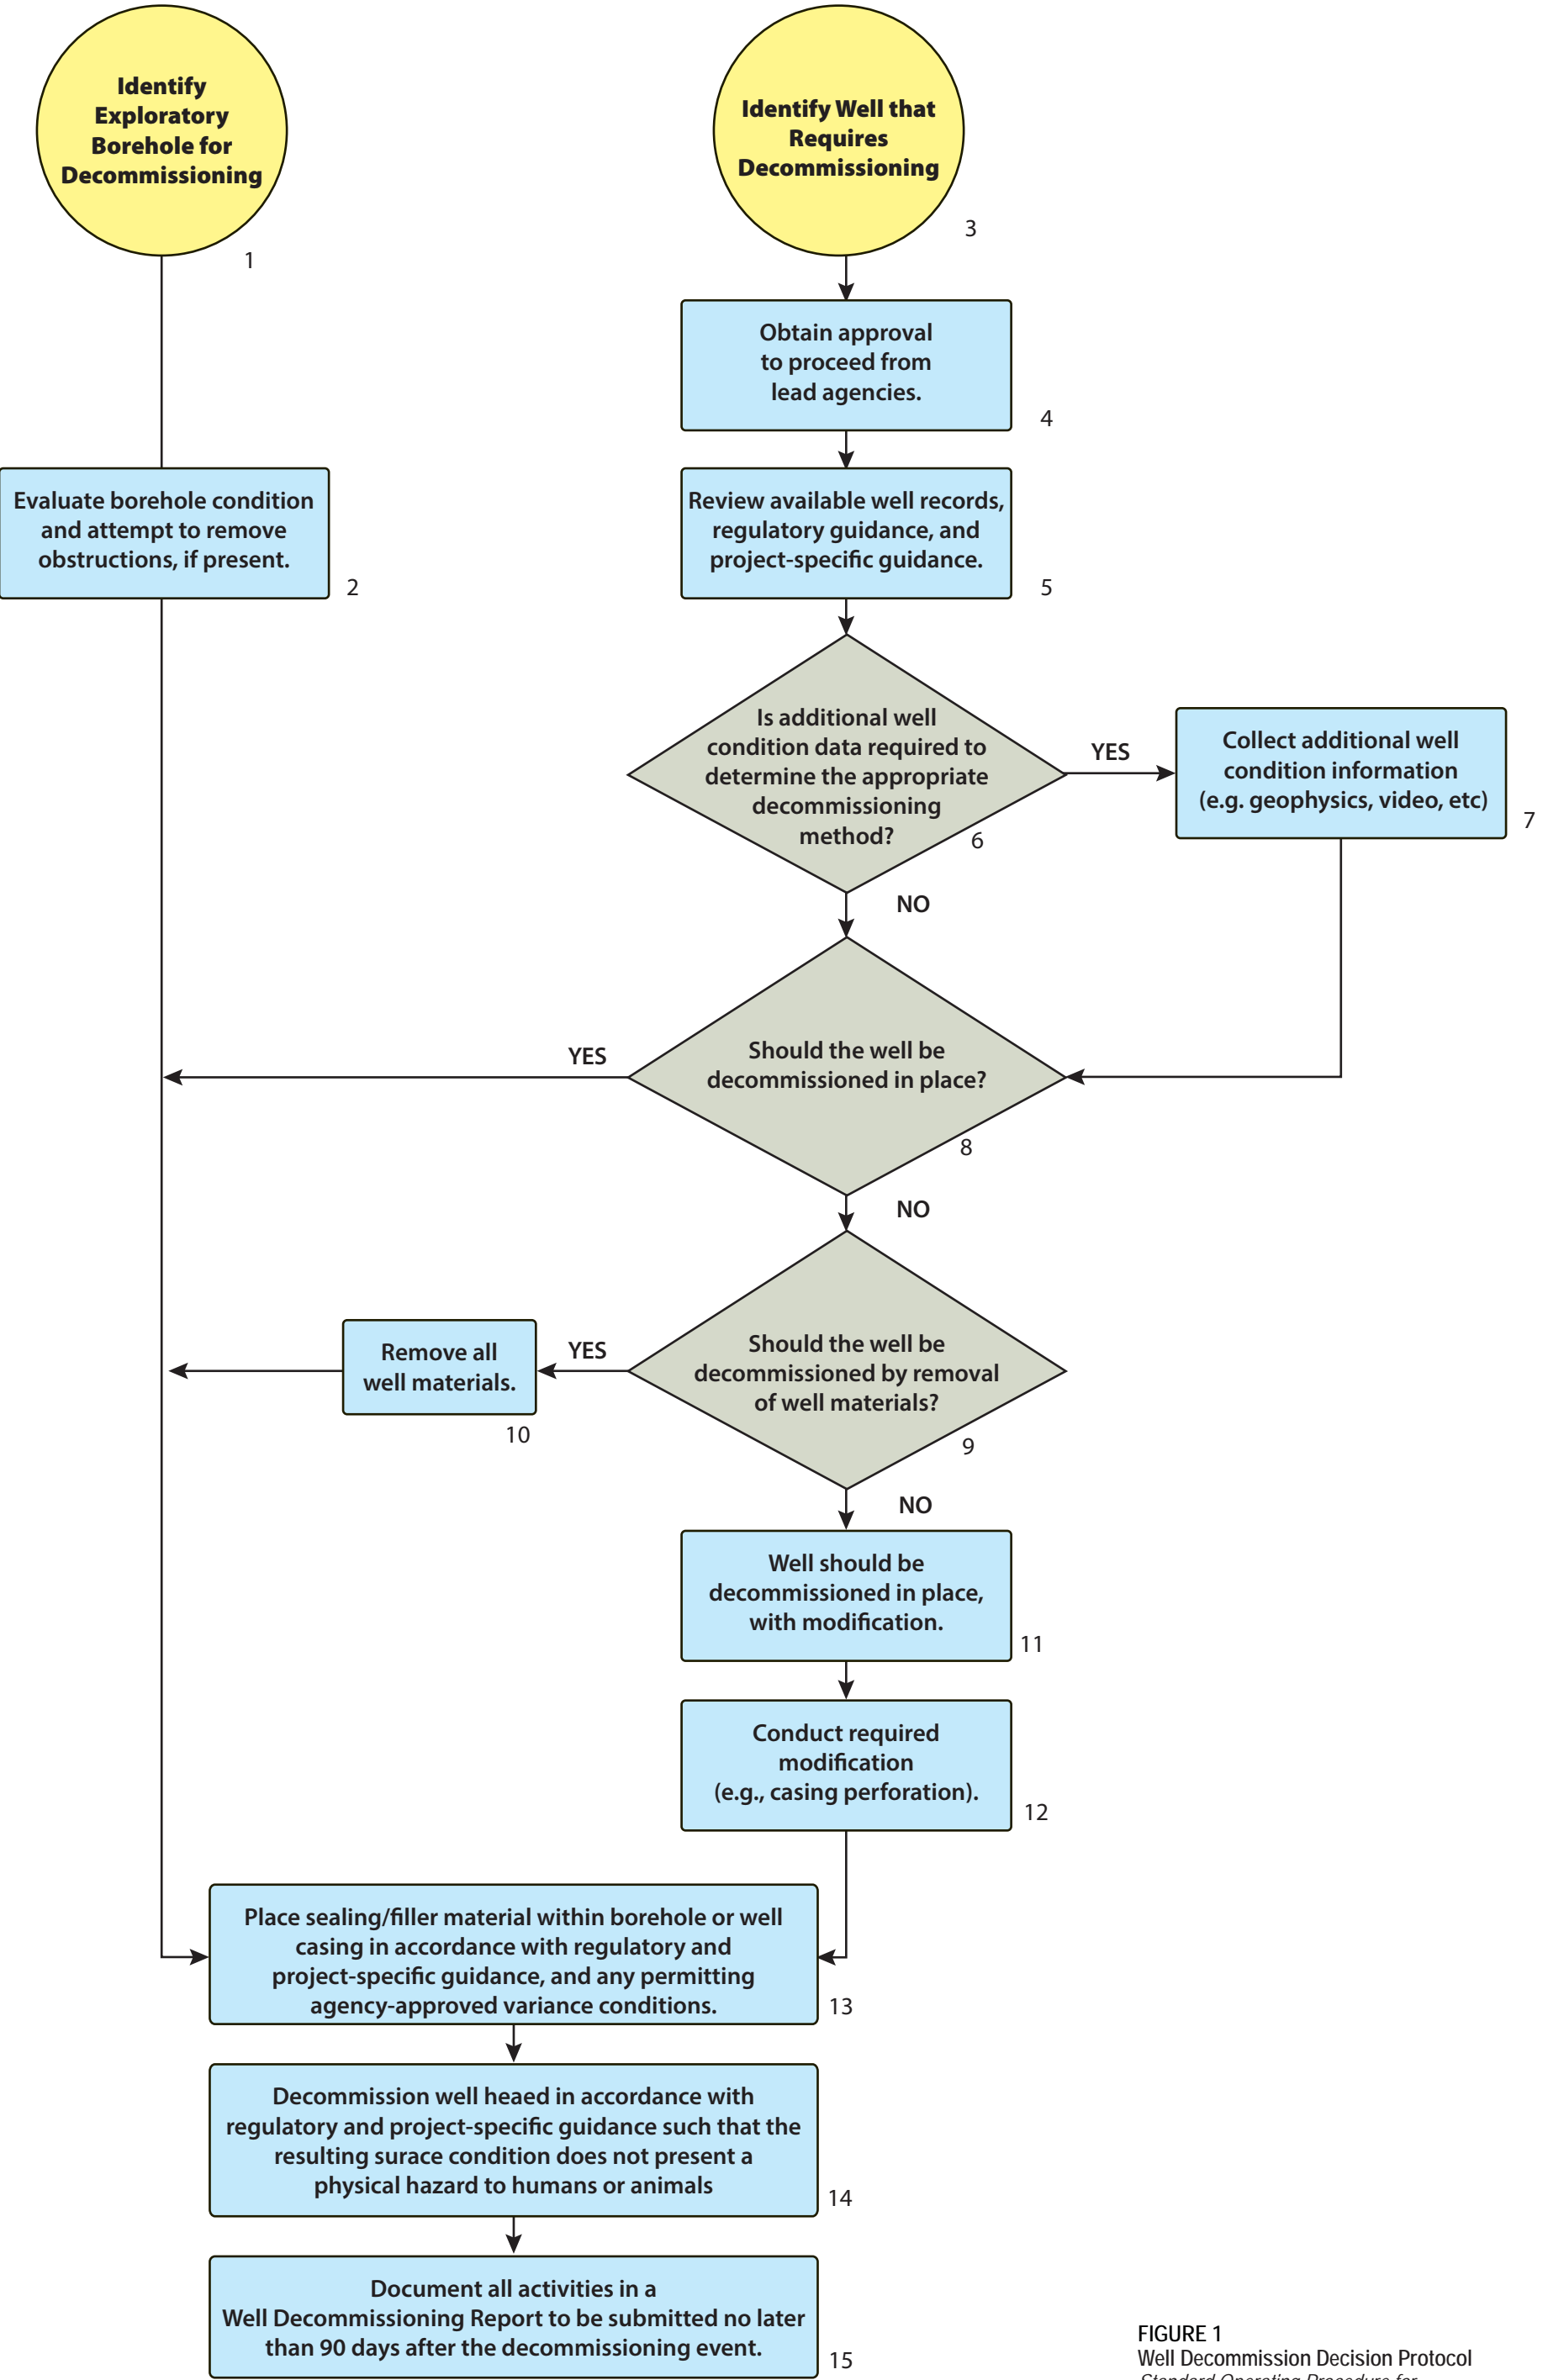 Identify
Exploratory
Borehole for
Decommissioning
1
Identify Well that
Requires
Decommissioning
3
Obtain approval
to proceed from
lead agencies.
4
Evaluate borehole condition
and attempt to remove
obstructions, if present.
2
Review available well records,
regulatory guidance, and
project-specific guidance.
5
Is additional well
condition data required to
determine the appropriate
decommissioning
method?
6
YES
Collect additional well
condition information
(e.g. geophysics, video, etc)
7
NO
Should the well be
decommissioned in place?
8
YES
NO
Should the well be
decommissioned by removal
of well materials?
9
YES
Remove all
well materials.
10
NO
Well should be
decommissioned in place,
with modification.
11
Conduct required
modification
(e.g., casing perforation).
12
Place sealing/filler material within borehole or well
casing in accordance with regulatory and
project-specific guidance, and any permitting
agency-approved variance conditions.
13
Decommission well heaed in accordance with
regulatory and project-specific guidance such that the
resulting surace condition does not present a
physical hazard to humans or animals
14
Document all activities in a
Well Decommissioning Report to be submitted no later
than 90 days after the decommissioning event.
15
FIGURE 1
Well Decommission Decision Protocol
Standard Operating Procedure for